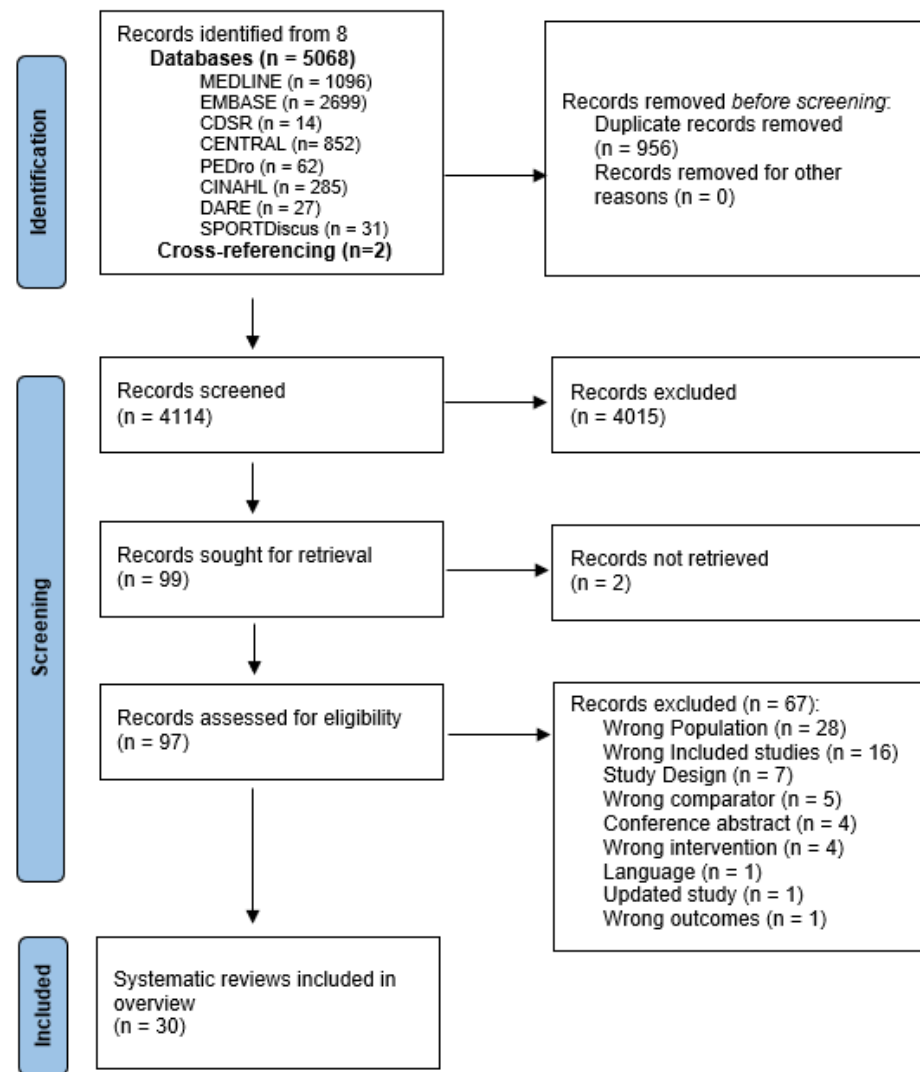 Identification
Records identified from 8
Databases (n = 5068)
MEDLINE (n = 1096)
EMBASE (n = 2699)
CDSR (n = 14)
CENTRAL (n= 852)
PEDro (n = 62)
CINAHL (n = 285)
DARE (n = 27)
SPORTDiscus (n = 31)
Cross-referencing (n=2)
Records removed before screening:
Duplicate records removed
(n = 956)
Records removed for other
reasons (n = 0)
Screening
Records screened
(n = 4114)
Records excluded
(n = 4015)
Records sought for retrieval
(n = 99)
Records not retrieved
(n = 2)
Records assessed for eligibility
(n = 97)
Records excluded (n = 67):
Wrong Population (n = 28)
Wrong Included studies (n = 16)
Study Design (n = 7)
Wrong comparator (n = 5)
Conference abstract (n = 4)
Wrong intervention (n = 4)
Language (n = 1)
Updated study (n = 1)
Wrong outcomes (n = 1)
Included
Systematic reviews included in
overview
(n = 30)